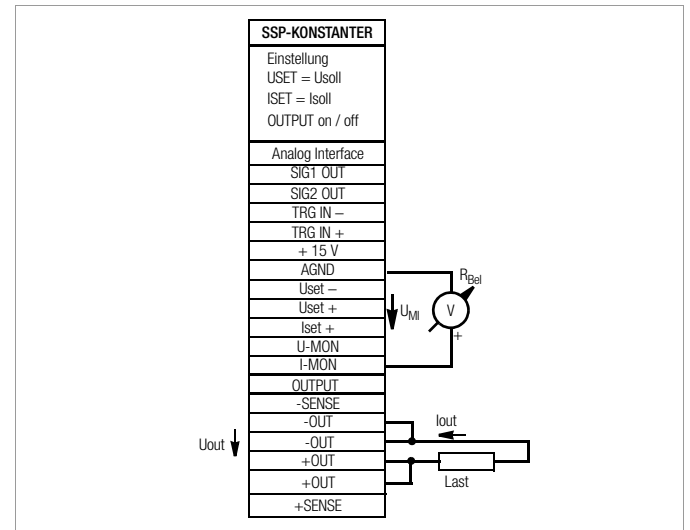 SSP-KONSTANTER
Einstellung
USET = Usoll
ISET = Isoll
OUTPUT on / off
Analog Interface
SIG1 OUT
SIG2 OUT
TRG IN –
TRG IN +
+ 15 V
AGND
RBel
Uset –
Uset +
UMI
V
Iset +
+
U-MON
I-MON
OUTPUT
-SENSE
-OUT
Iout
Uout
-OUT
+OUT
+OUT
Last
+SENSE